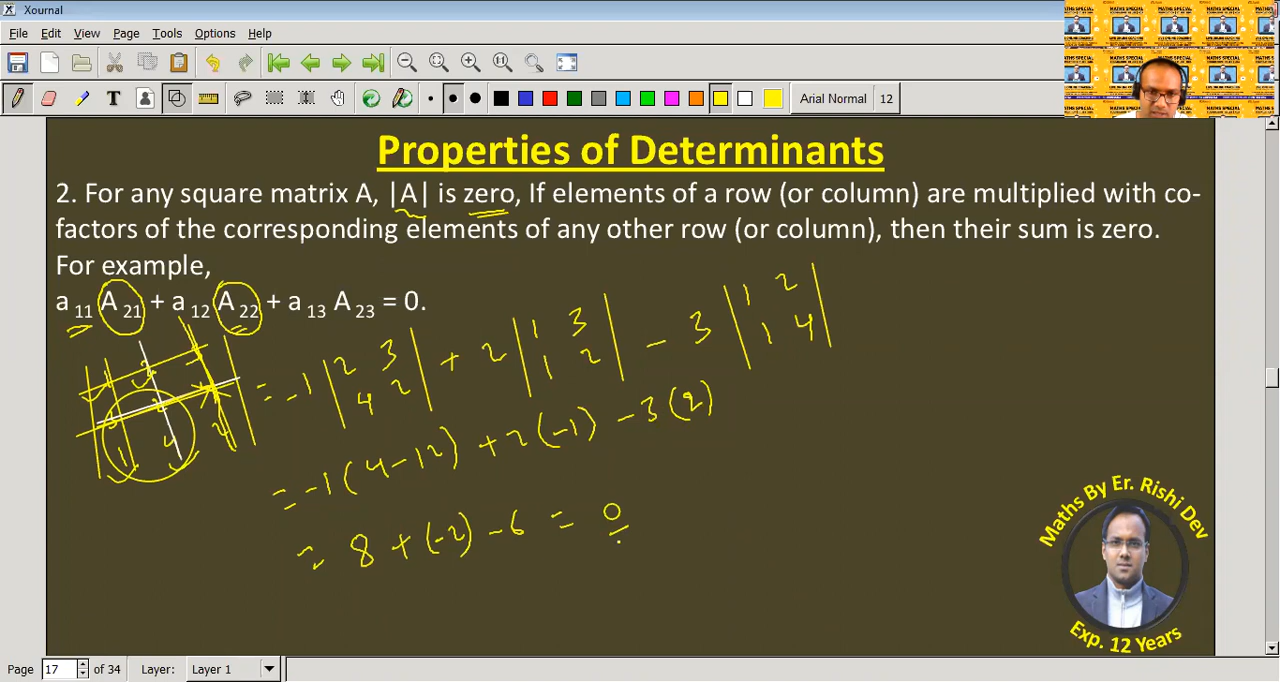 Xournal
File Edit View Page Tools Options Help
Arial Normal 12
Properties of Determinants
2. For any square matrix A, |A| is zero, If elements of a row (or column) are multiplied with co-
factors of the corresponding elements of any other row (or column), then their sum is zero.
For example,
a 11 A 21 + a 12 A 22 + a 13 A 23 = 0.
= -1 | 2 3 | + 2 | 1 3 | - 3 | 1 2 |
| 4 2 | | 1 2 | | 1 4 |
= -1 (4-12) + 2 (-1) - 3 (2)
= 8 + (-2) - 6 = 0
Maths By Er. Rishi Dev
Exp. 12 Years
Page 17 of 34 Layer: Layer 1